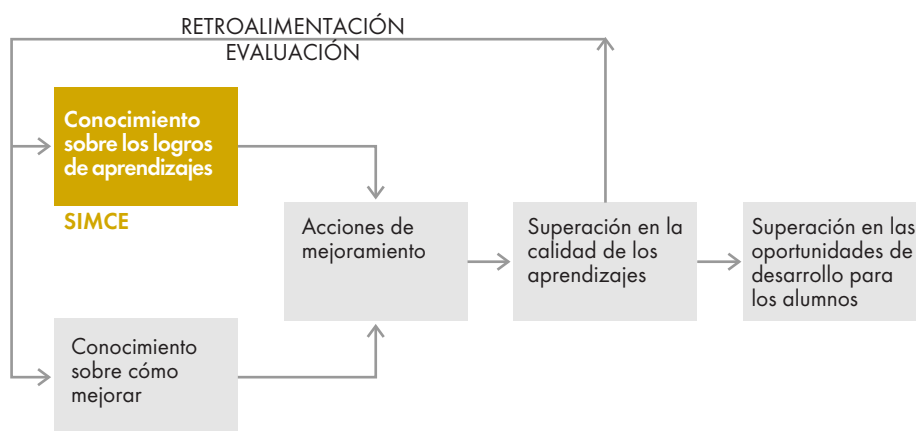 RETROALIMENTACIÓN
EVALUACIÓN
Conocimiento
sobre los logros
de aprendizajes
SIMCE
Acciones de
mejoramiento
Superación en la
calidad de los
aprendizajes
Superación en las
oportunidades de
desarrollo para
los alumnos
Conocimiento
sobre cómo
mejorar